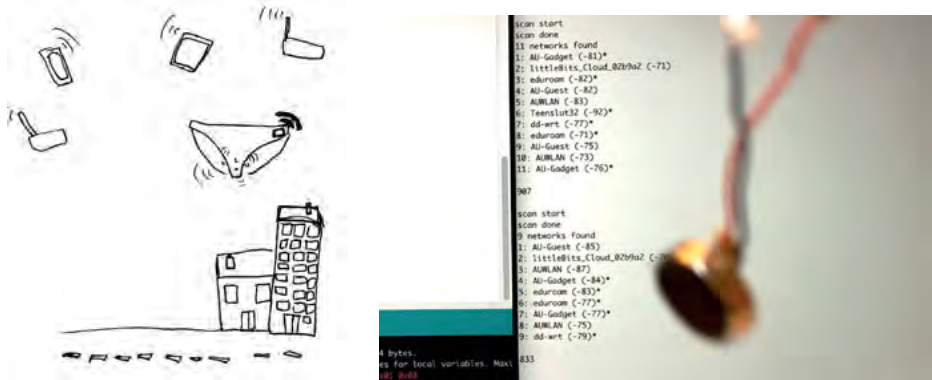 scan start
scan done
11 networks found
1: AU-Gadget (-81)*
2: littleBits_Cloud_02b9a2 (-71)
3: eduroam (-82)*
4: AU-Guest (-82)
5: AUWLAN (-83)
6: Teenslut32 (-92)*
7: dd-wrt (-77)*
8: eduroam (-71)*
9: AU-Guest (-75)
10: AUWLAN (-73)
11: AU-Gadget (-76)*
907
scan start
scan done
9 networks found
1: AU-Guest (-85)
2: littleBits_Cloud_02b9a2
3: AUWLAN (-87)
4: AU-Gadget (-84)*
5: eduroam (-83)*
6: eduroam (-77)*
7: AU-Gadget (-77)*
8: AUWLAN (-75)
9: dd-wrt (-79)*
833
4 bytes.
es for local variables. Maxi